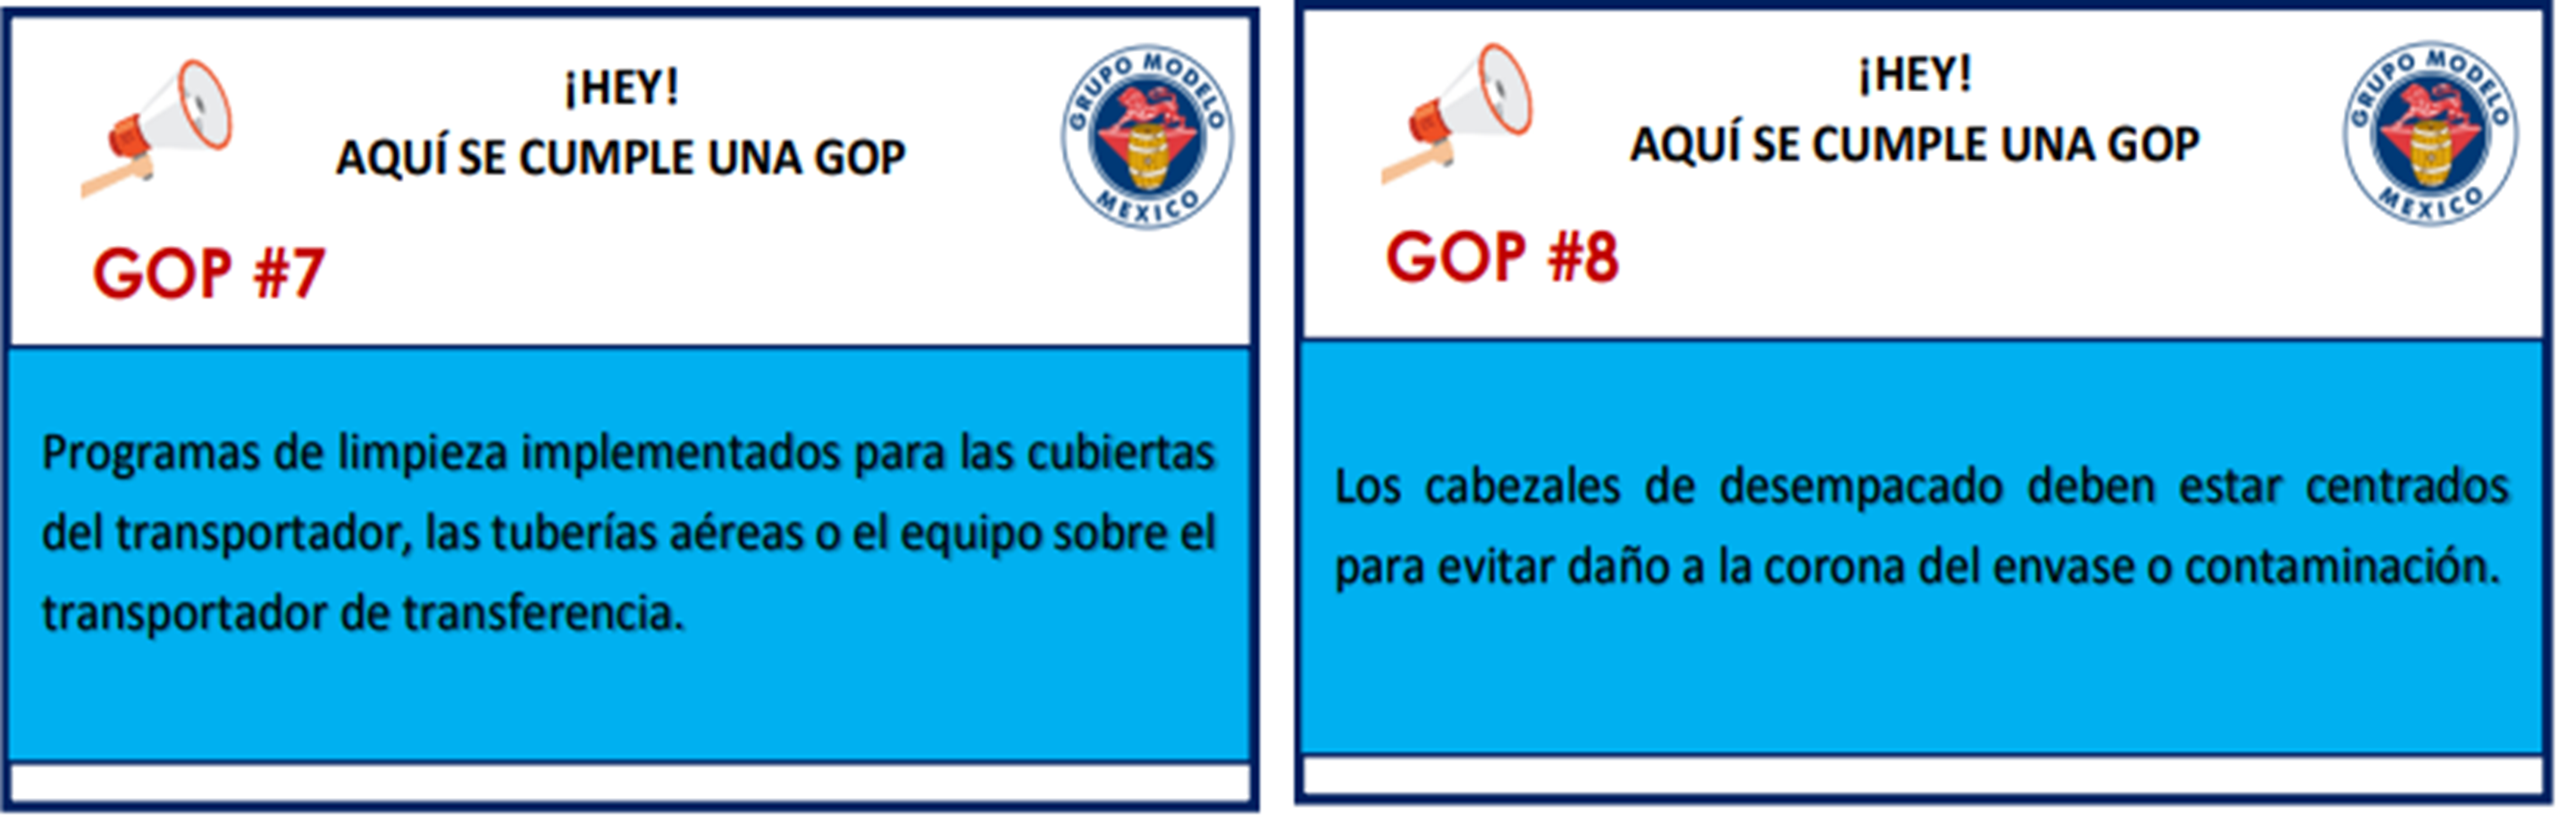 ¡HEY!
AQUÍ SE CUMPLE UNA GOP
GRUPO MODELO
MEXICO
GOP #7
Programas de limpieza implementados para las cubiertas
del transportador, las tuberías aéreas o el equipo sobre el
transportador de transferencia.
¡HEY!
AQUÍ SE CUMPLE UNA GOP
GRUPO MODELO
MEXICO
GOP #8
Los cabezales de desempacado deben estar centrados
para evitar daño a la corona del envase o contaminación.